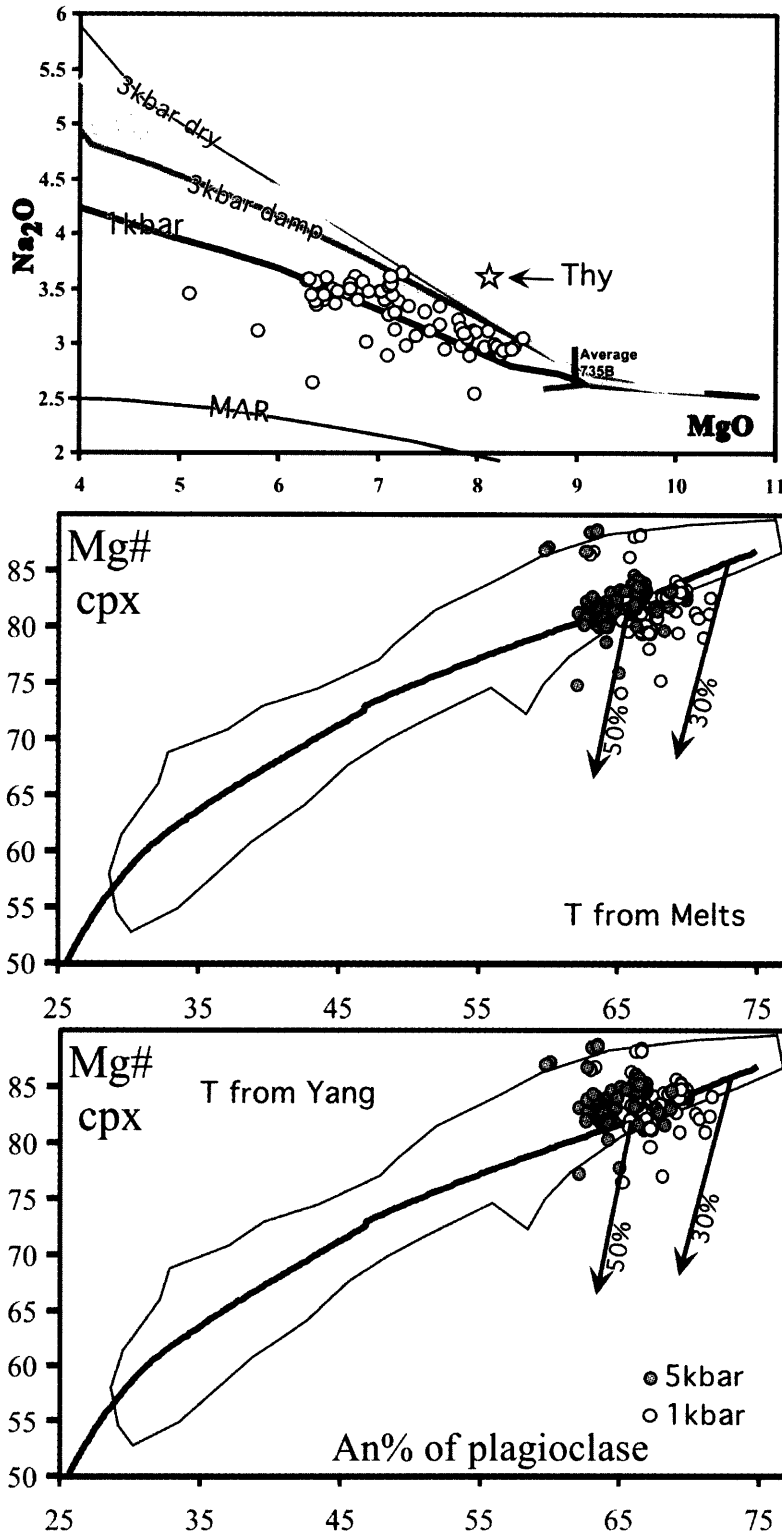 6
5.5
5
4.5
4
3.5
3
2.5
2
Na2O
3kbar dry
3kbar damp
1kbar
Thy
Average
735B
MAR
MgO
4 5 6 7 8 9 10 11
Mg#
cpx
85
80
75
70
65
60
55
50
50%
30%
T from Melts
25 35 45 55 65 75
Mg#
cpx
T from Yang
85
80
75
70
65
60
55
50
50%
30%
5kbar
1kbar
An% of plagioclase
25 35 45 55 65 75